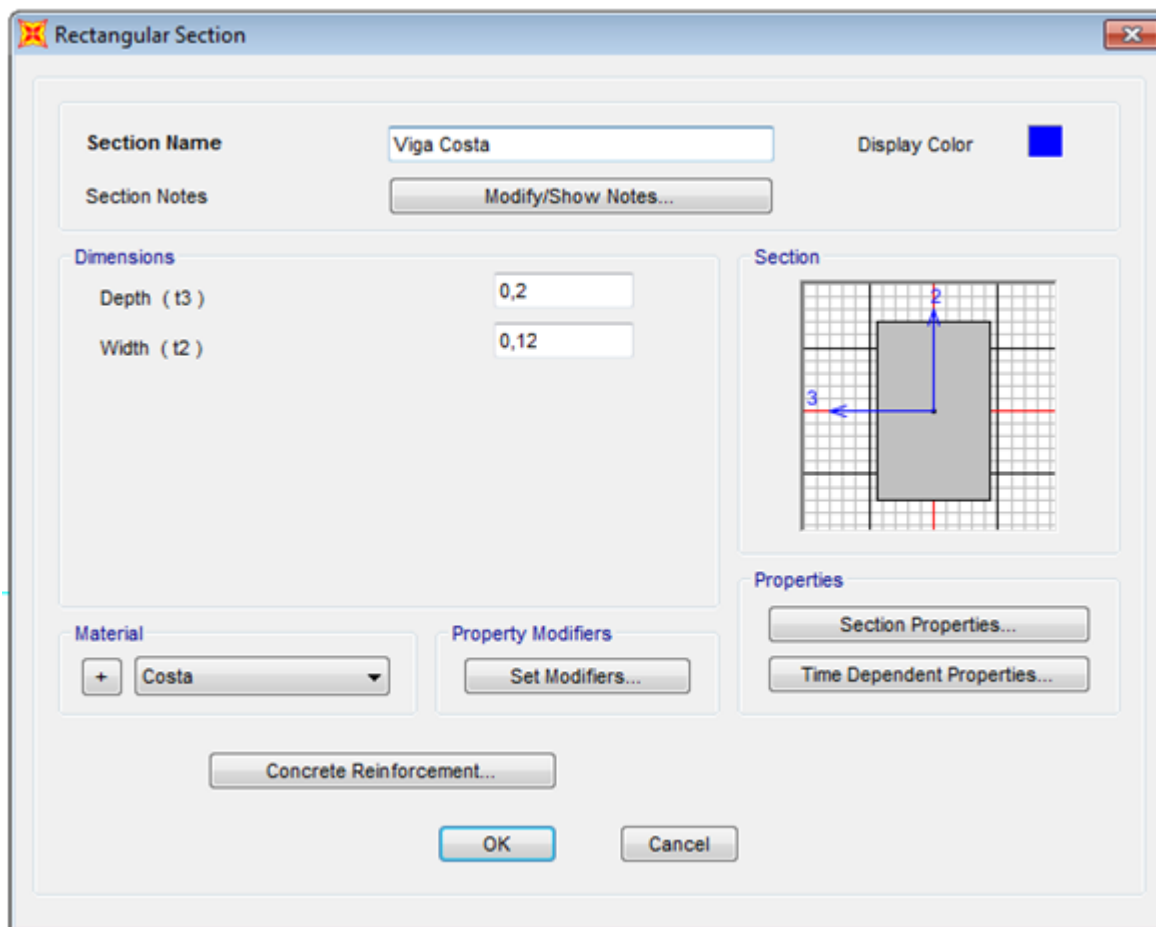 Rectangular Section
Section Name
Viga Costa
Display Color
Section Notes
Modify/Show Notes...
Dimensions
Depth ( t3 )
0,2
Width ( t2 )
0,12
Section
2
3
Properties
Section Properties...
Time Dependent Properties...
Material
+
Costa
Property Modifiers
Set Modifiers...
Concrete Reinforcement...
OK
Cancel